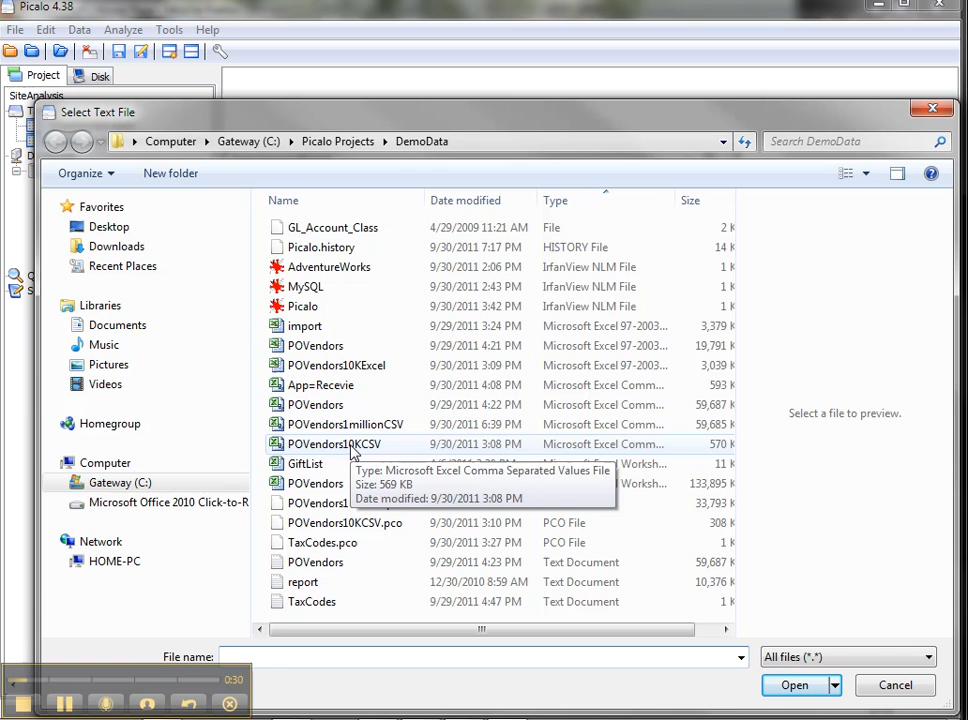 Picalo 4.38
File Edit Data Analyze Tools Help
Project Disk
SiteAnalysis
Select Text File
Computer Gateway (C:) Picalo Projects DemoData
Search DemoData
Organize New folder
Favorites
Desktop
Downloads
Recent Places
Libraries
Documents
Music
Pictures
Videos
Homegroup
Computer
Gateway (C:)
Microsoft Office 2010 Click-to-R
Network
HOME-PC
Name Date modified Type Size
GL_Account_Class 4/29/2009 11:21 AM File 2 K
Picalo.history 9/30/2011 7:17 PM HISTORY File 14 K
AdventureWorks 9/30/2011 2:06 PM IrfanView NLM File 1 K
MySQL 9/30/2011 2:43 PM IrfanView NLM File 1 K
Picalo 9/30/2011 3:42 PM IrfanView NLM File 1 K
import 9/29/2011 3:24 PM Microsoft Excel 97-2003... 3,379 K
POVendors 9/29/2011 4:21 PM Microsoft Excel 97-2003... 19,791 K
POVendors10KExcel 9/30/2011 3:09 PM Microsoft Excel 97-2003... 3,039 K
App=Recevie 9/30/2011 4:08 PM Microsoft Excel Comm... 593 K
POVendors 9/29/2011 4:22 PM Microsoft Excel Comm... 59,687 K
POVendors1millionCSV 9/30/2011 6:39 PM Microsoft Excel Comm... 59,687 K
POVendors10KCSV 9/30/2011 3:08 PM Microsoft Excel Comm... 570 K
GiftList Worksh... 11 K
POVendors Worksh... 133,895 K
POVendors1 33,793 K
Type: Microsoft Excel Comma Separated Values File
Size: 569 KB
Date modified: 9/30/2011 3:08 PM
POVendors10KCSV.pco 9/30/2011 3:10 PM PCO File 308 K
TaxCodes.pco 9/30/2011 3:27 PM PCO File 1 K
POVendors 9/29/2011 4:23 PM Text Document 59,687 K
report 12/30/2010 8:59 AM Text Document 10,376 K
TaxCodes 9/29/2011 4:47 PM Text Document 1 K
Select a file to preview.
File name: All files (*.*)
Open Cancel
0:30